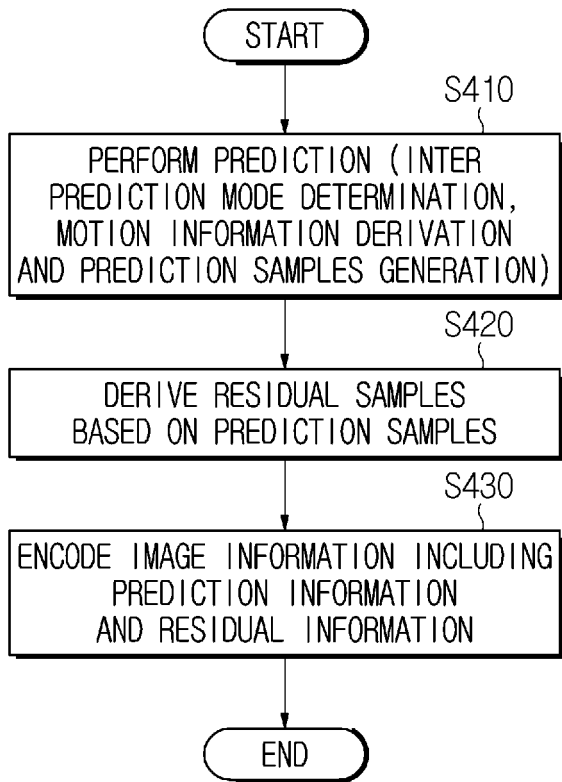 START
S410
PERFORM PREDICTION (INTER
PREDICTION MODE DETERMINATION,
MOTION INFORMATION DERIVATION
AND PREDICTION SAMPLES GENERATION)
S420
DERIVE RESIDUAL SAMPLES
BASED ON PREDICTION SAMPLES
S430
ENCODE IMAGE INFORMATION INCLUDING
PREDICTION INFORMATION
AND RESIDUAL INFORMATION
END